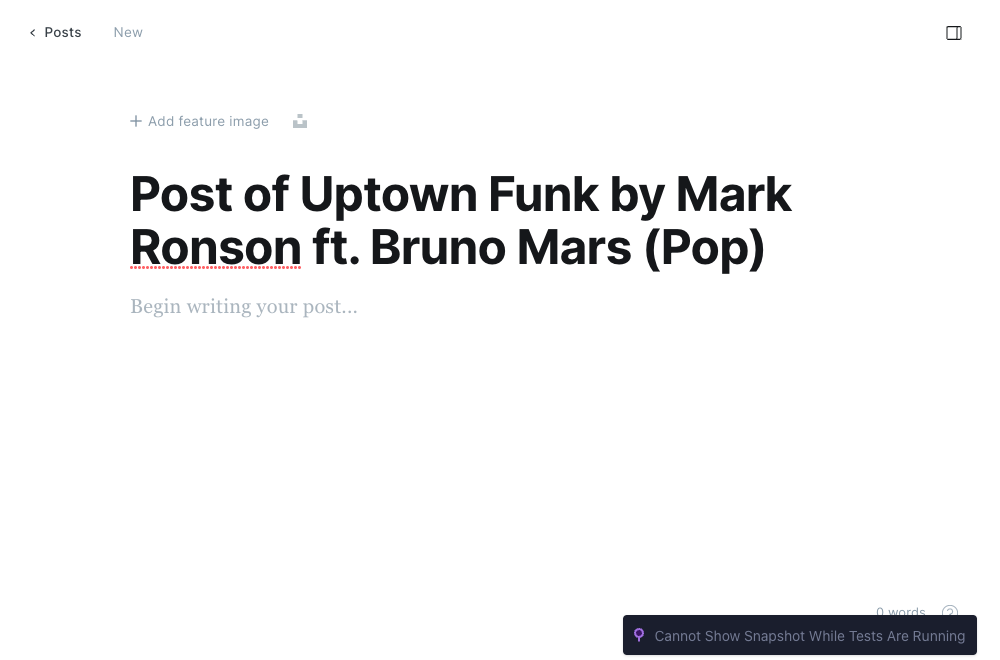 Posts New
Add feature image
Post of Uptown Funk by Mark
Ronson ft. Bruno Mars (Pop)
Begin writing your post...
0 words ?
Cannot Show Snapshot While Tests Are Running